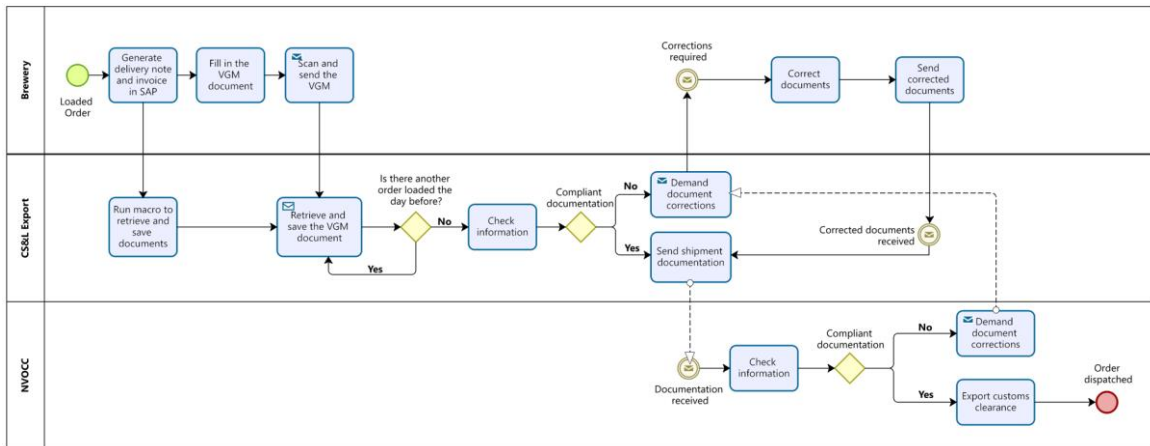 Brewery
Loaded
Order
Generate
delivery note
and invoice
in SAP
Fill in the
VGM
document
Scan and
send the
VGM
Corrections
required
Correct
documents
Send
corrected
documents
CS&L Export
Run macro to
retrieve and
save
documents
Retrieve and
save the VGM
document
Is there another
order loaded the
day before?
No
Yes
Check
information
Compliant
documentation
No
Yes
Demand
document
corrections
Send shipment
documentation
Corrected documents
received
NVOCC
Documentation
received
Check
information
Compliant
documentation
No
Yes
Demand
document
corrections
Export customs
clearance
Order
dispatched